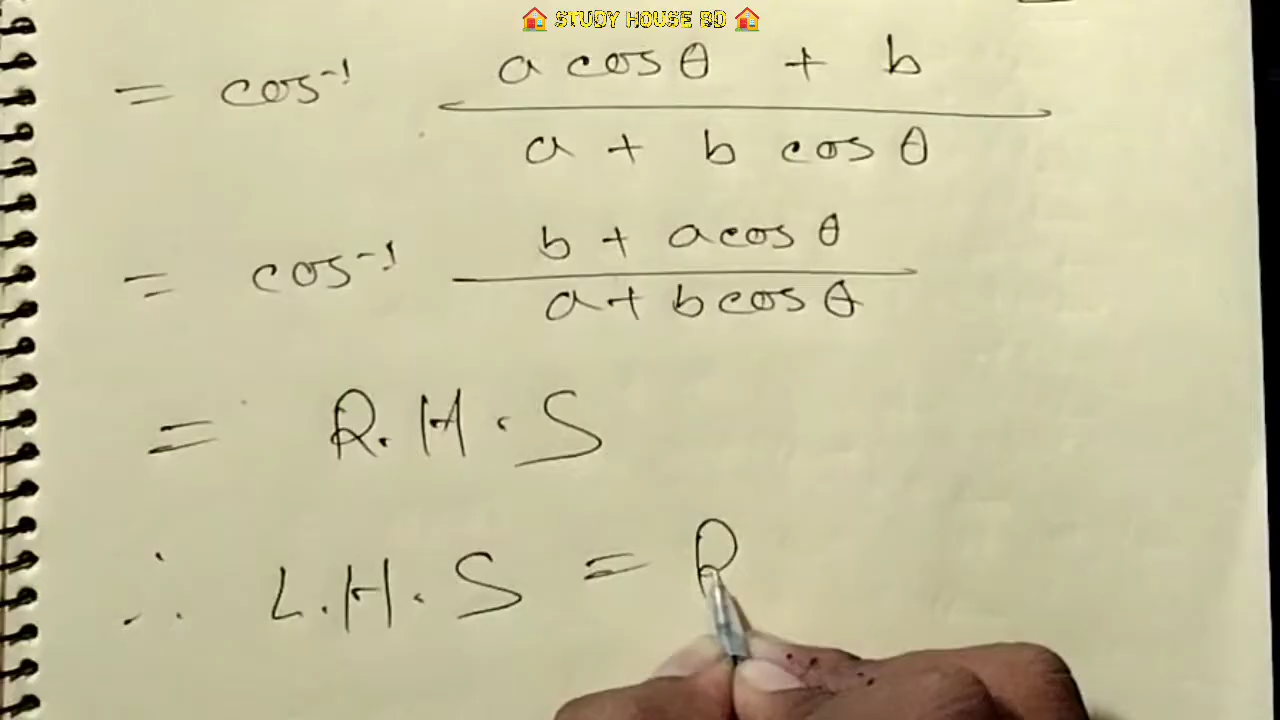 🏠 STUDY HOUSE BD 🏠
= cos⁻¹ (a cos θ + b)/(a + b cos θ)
= cos⁻¹ (b + a cos θ)/(a + b cos θ)
= R.H.S
∴ L.H.S = R